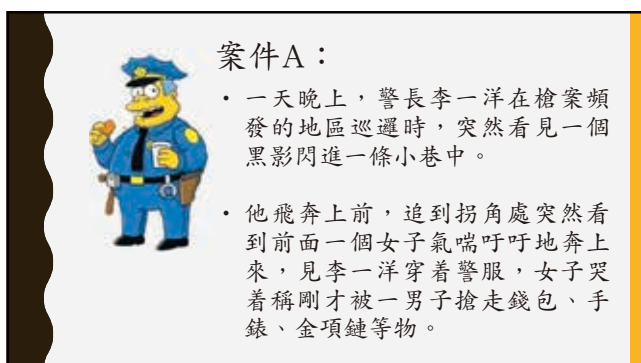 案件A：
· 一天晚上，警長李一洋在槍案頻
發的地區巡邏時，突然看見一個
黑影閃進一條小巷中。
· 他飛奔上前，追到拐角處突然看
到前面一個女子氣喘吁吁地奔上
來，見李一洋穿着警服，女子哭
着稱剛才被一男子搶走錢包、手
錶、金項鏈等物。